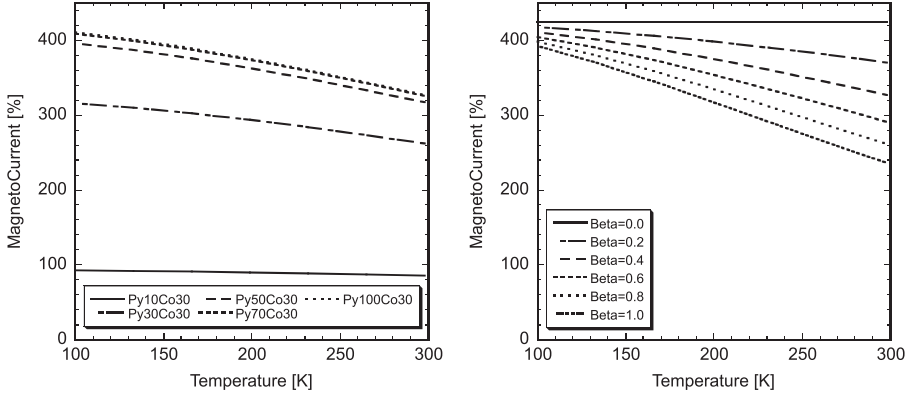 400
300
200
100
0
MagnetoCurrent [%]
Py10Co30 Py50Co30 Py100Co30
Py30Co30 Py70Co30
100 150 200 250 300
Temperature [K]
400
300
200
100
0
MagnetoCurrent [%]
Beta=0.0
Beta=0.2
Beta=0.4
Beta=0.6
Beta=0.8
Beta=1.0
100 150 200 250 300
Temperature [K]